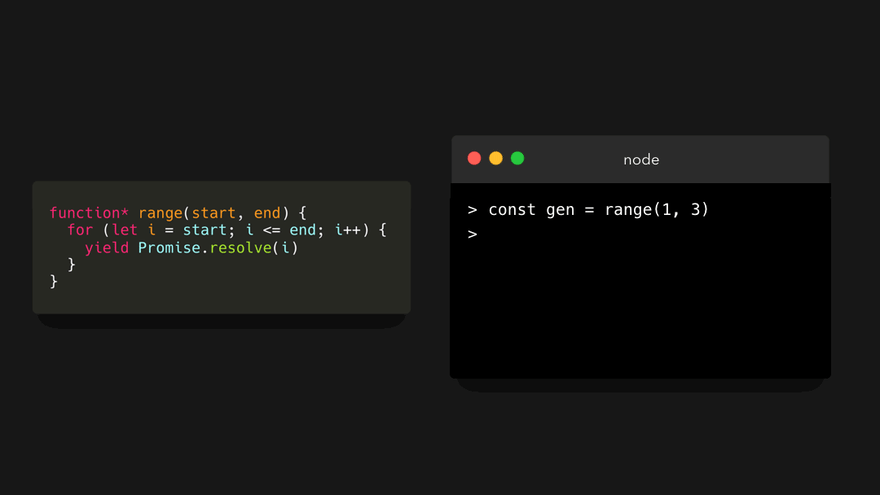 function* range(start, end) {
  for (let i = start; i <= end; i++) {
    yield Promise.resolve(i)
  }
}
node
> const gen = range(1, 3)
>